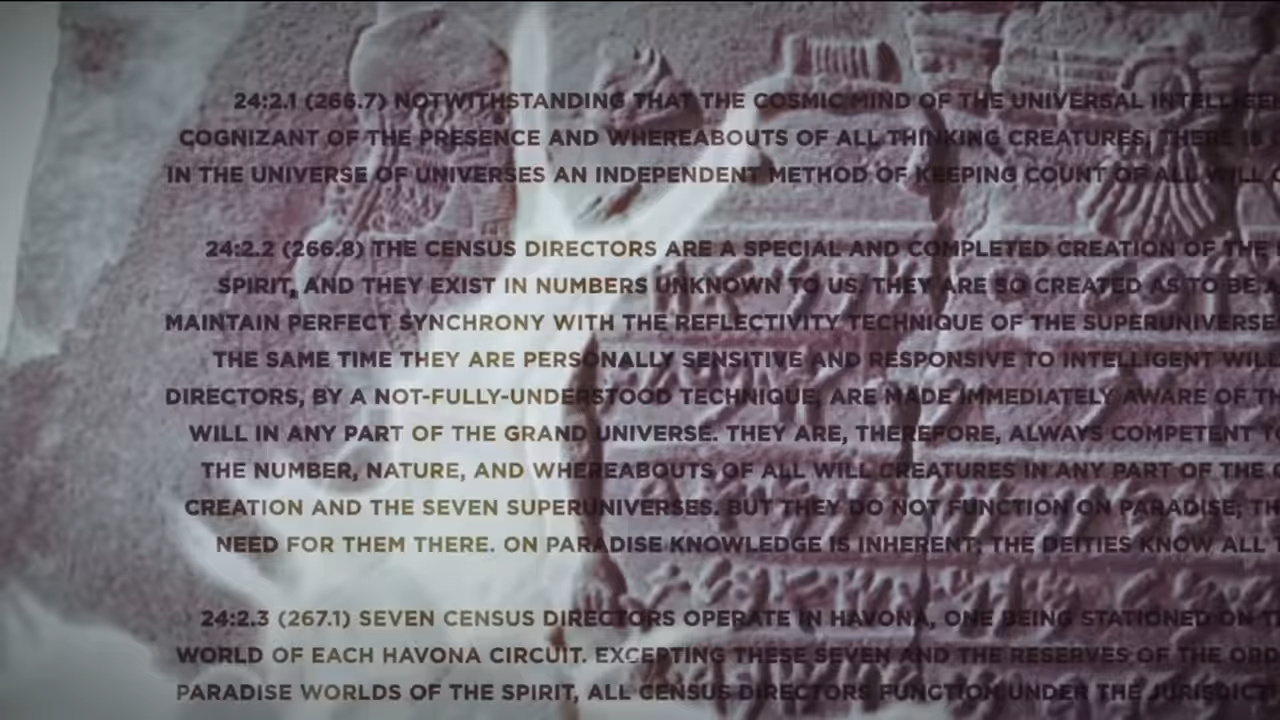 24:2.1 (266.7) NOTWITHSTANDING THAT THE COSMIC MIND OF THE UNIVERSAL
COGNIZANT OF THE PRESENCE AND WHEREABOUTS OF ALL THINKING CREATURES, THERE IS
IN THE UNIVERSE OF UNIVERSES AN INDEPENDENT METHOD OF KEEPING COUNT OF ALL WILL
24:2.2 (266.8) THE CENSUS DIRECTORS ARE A SPECIAL AND COMPLETED CREATION OF THE
SPIRIT, AND THEY EXIST IN NUMBERS UNKNOWN TO US. THEY ARE SO CREATED AS TO BE
MAINTAIN PERFECT SYNCHRONY WITH THE REFLECTIVITY TECHNIQUE OF THE SUPERUNIVERSE
THE SAME TIME THEY ARE PERSONALLY SENSITIVE AND RESPONSIVE TO INTELLIGENT WILL
DIRECTORS, BY A NOT-FULLY-UNDERSTOOD TECHNIQUE, ARE MADE IMMEDIATELY AWARE OF
WILL IN ANY PART OF THE GRAND UNIVERSE. THEY ARE, THEREFORE, ALWAYS COMPETENT
THE NUMBER, NATURE, AND WHEREABOUTS OF ALL WILL CREATURES IN ANY PART OF THE
CREATION AND THE SEVEN SUPERUNIVERSES. BUT THEY DO NOT FUNCTION ON PARADISE;
NEED FOR THEM THERE. ON PARADISE KNOWLEDGE IS INHERENT; THE DEITIES KNOW ALL
24:2.3 (267.1) SEVEN CENSUS DIRECTORS OPERATE IN HAVONA, ONE BEING STATIONED ON
WORLD OF EACH HAVONA CIRCUIT. EXCEPTING THESE SEVEN AND THE RESERVES OF THE
PARADISE WORLDS OF THE SPIRIT, ALL CENSUS DIRECTORS FUNCTION UNDER THE